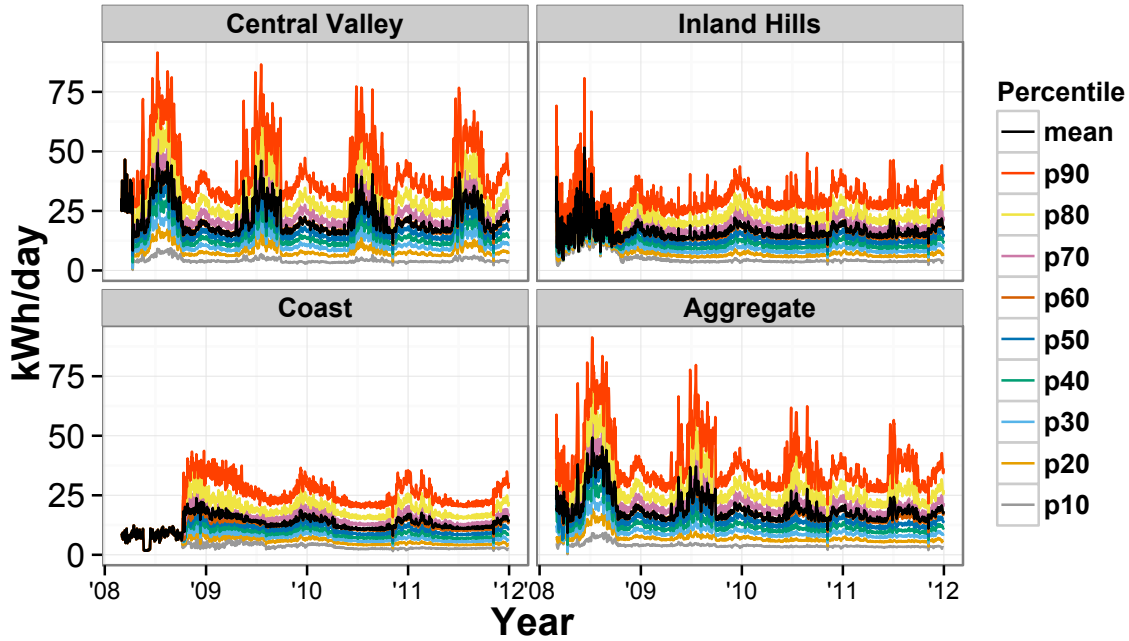 Central Valley
Inland Hills
75
50
25
0
Coast
Aggregate
75
50
25
0
'08
'09
'10
'11
'12
'08
'09
'10
'11
'12
kWh/day
Year
Percentile
mean
p90
p80
p70
p60
p50
p40
p30
p20
p10